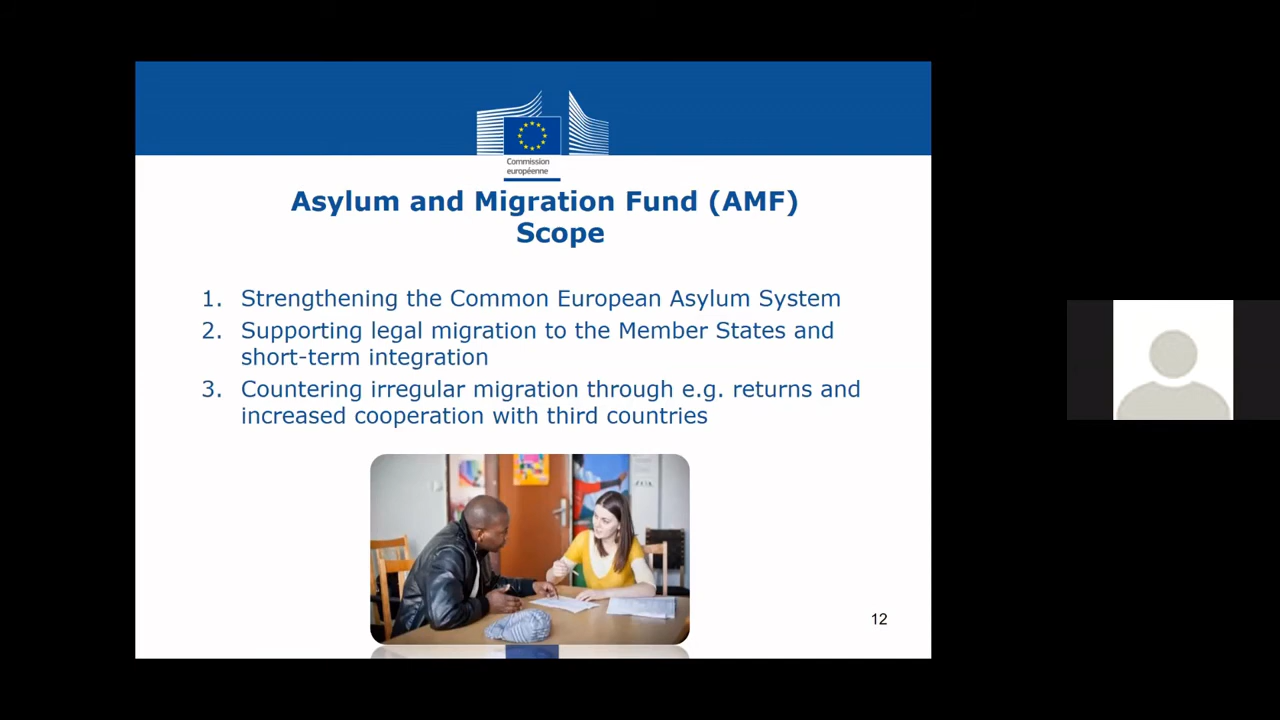 Commission
européenne
Asylum and Migration Fund (AMF)
Scope
1. Strengthening the Common European Asylum System
2. Supporting legal migration to the Member States and
short-term integration
3. Countering irregular migration through e.g. returns and
increased cooperation with third countries
12